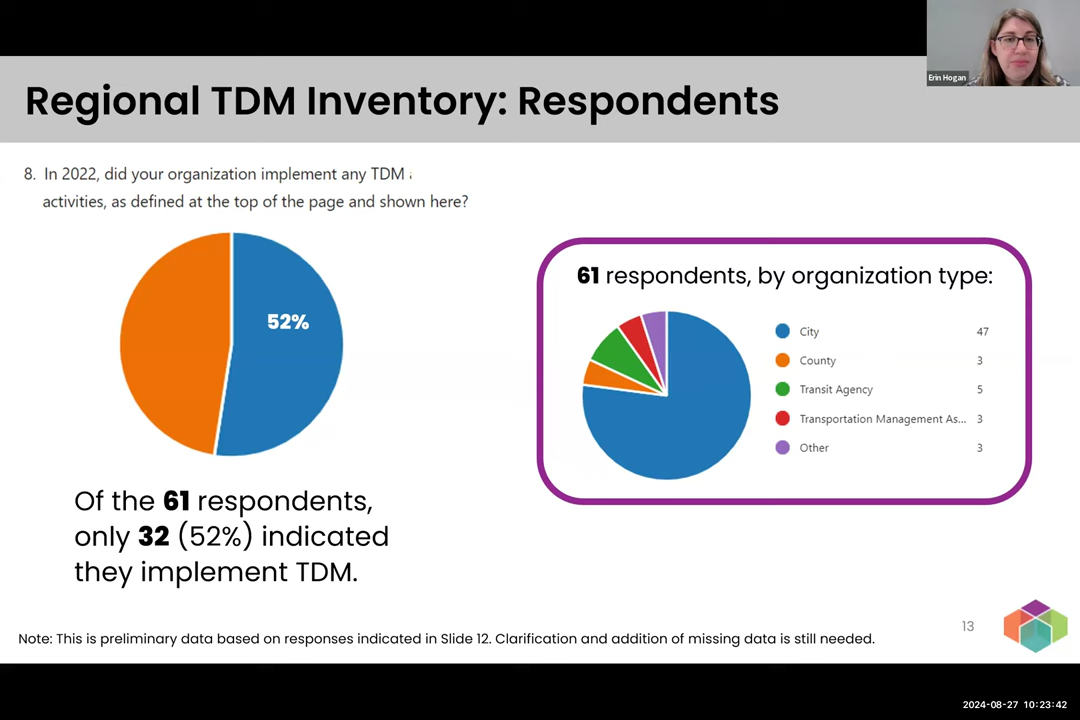 Erin Hogan
Regional TDM Inventory: Respondents
8. In 2022, did your organization implement any TDM
activities, as defined at the top of the page and shown here?
52%
Of the 61 respondents,
only 32 (52%) indicated
they implement TDM.
61 respondents, by organization type:
City 47
County 3
Transit Agency 5
Transportation Management As... 3
Other 3
Note: This is preliminary data based on responses indicated in Slide 12. Clarification and addition of missing data is still needed.
13
2024-08-27 10:23:42